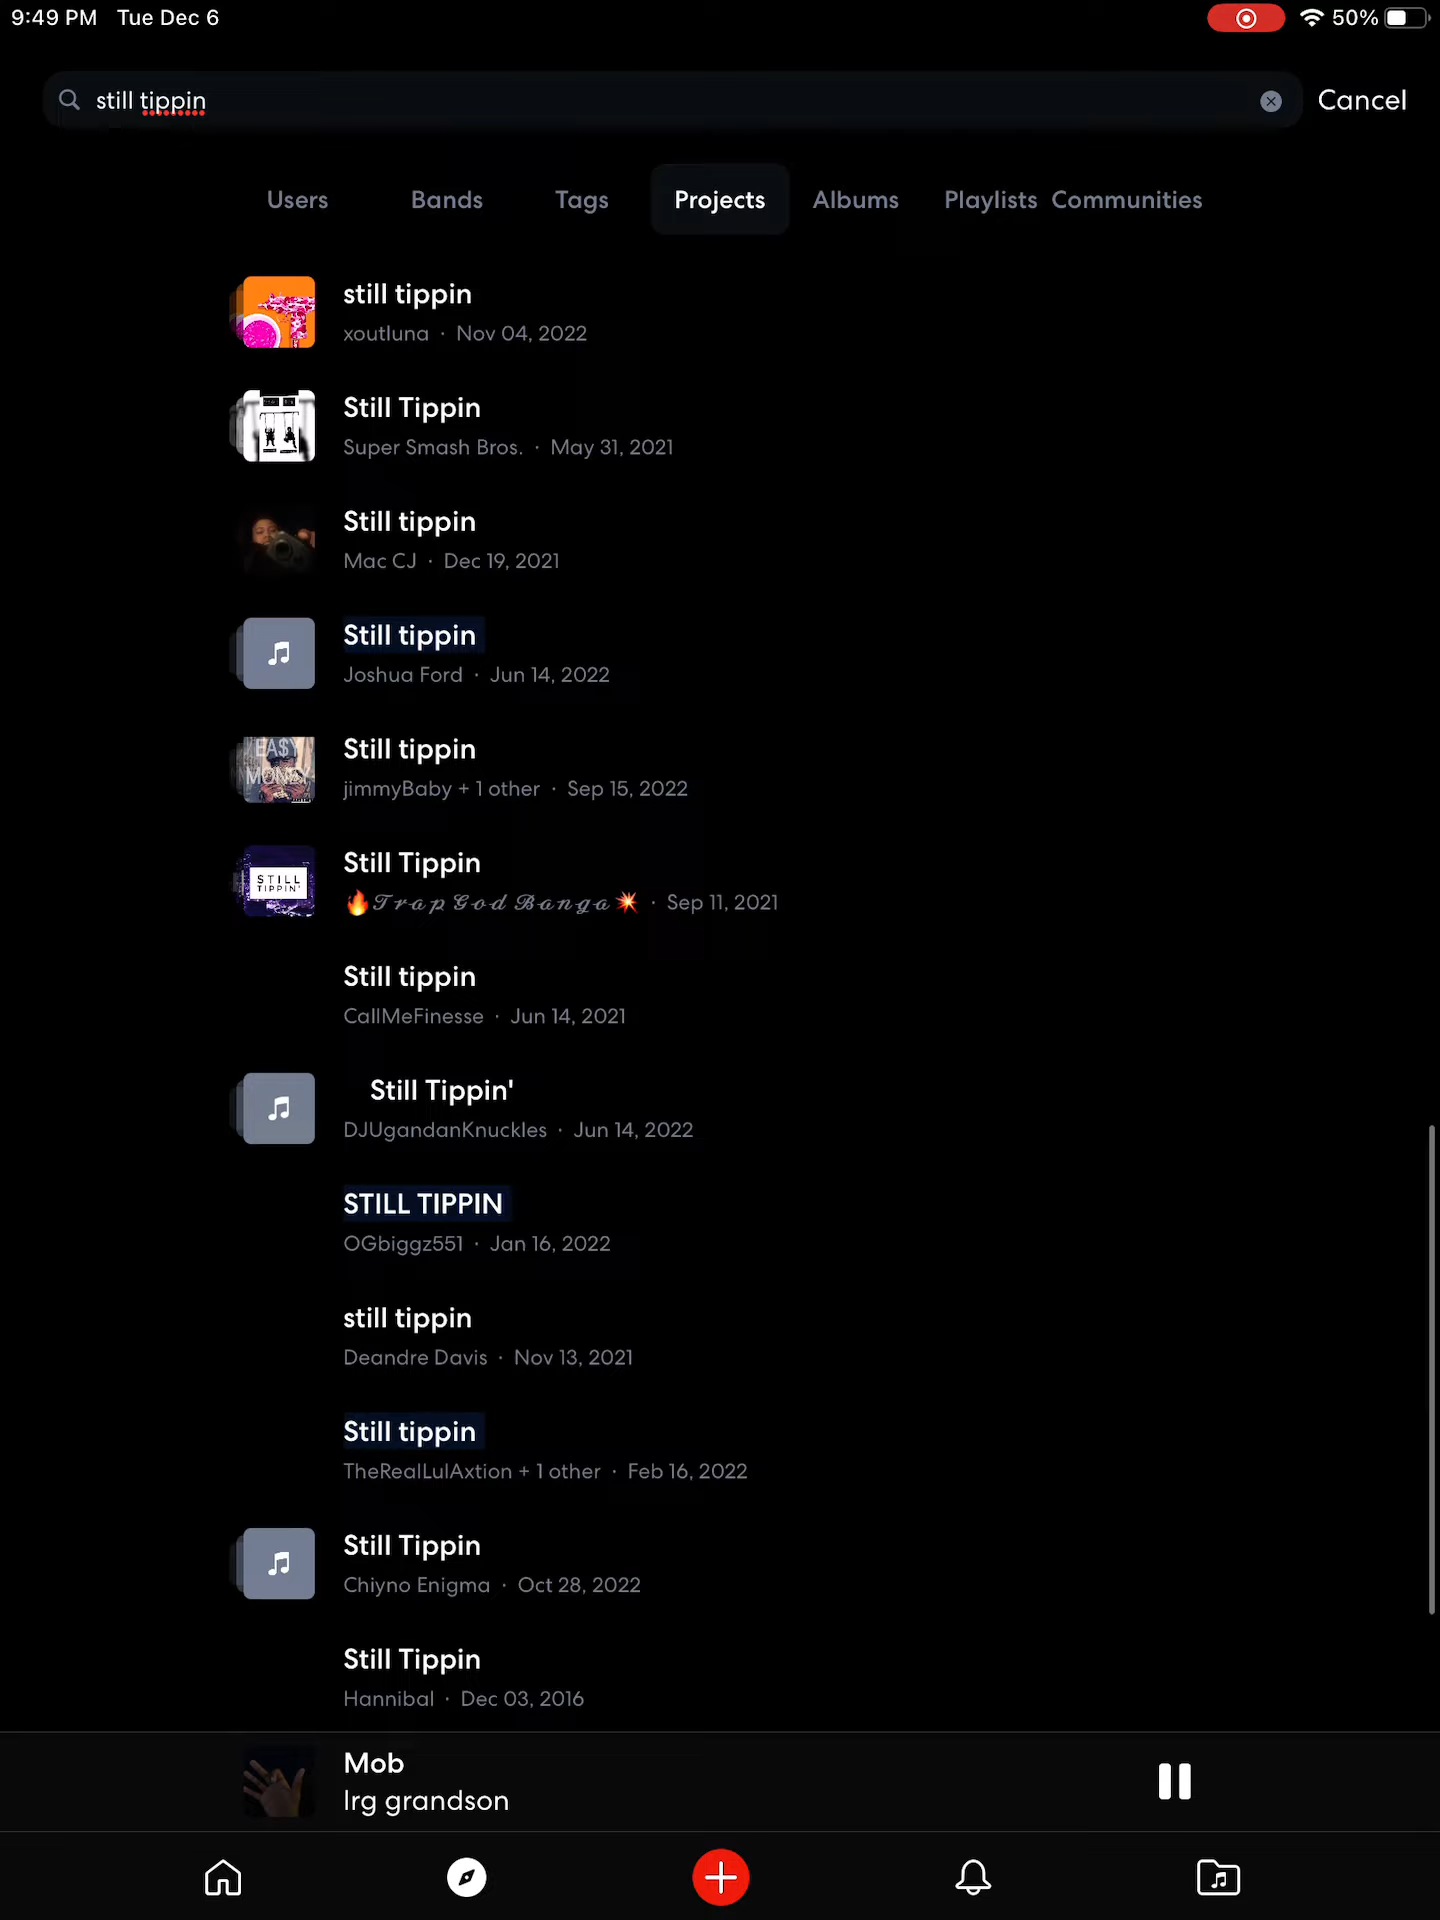 9:49 PM Tue Dec 6 50%
still tippin Cancel
Users Bands Tags Projects Albums Playlists Communities
still tippin
xoutluna · Nov 04, 2022
Still Tippin
Super Smash Bros. · May 31, 2021
Still tippin
Mac CJ · Dec 19, 2021
Still tippin
Joshua Ford · Jun 14, 2022
EA$Y
MONEY
Still tippin
jimmyBaby + 1 other · Sep 15, 2022
STILL
TIPPIN'
Still Tippin
🔥𝒯𝓇𝒶𝓅 𝒢𝑜𝒹 𝐵𝒶𝓃𝑔𝒶💥 · Sep 11, 2021
Still tippin
CallMeFinesse · Jun 14, 2021
Still Tippin'
DJUgandanKnuckles · Jun 14, 2022
STILL TIPPIN
OGbiggz551 · Jan 16, 2022
still tippin
Deandre Davis · Nov 13, 2021
Still tippin
TheRealLulAxtion + 1 other · Feb 16, 2022
Still Tippin
Chiyno Enigma · Oct 28, 2022
Still Tippin
Hannibal · Dec 03, 2016
Mob
lrg grandson